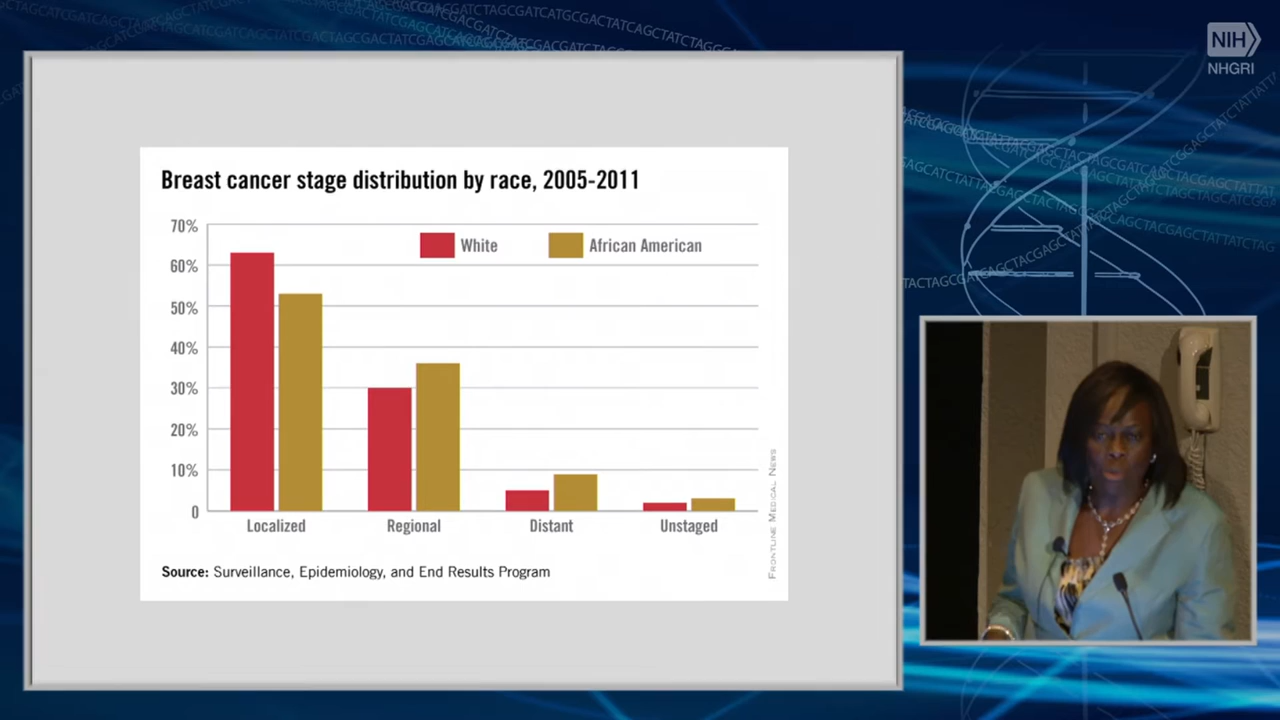 NIH
NHGRI
Breast cancer stage distribution by race, 2005-2011
70%
60%
50%
40%
30%
20%
10%
0
White
African American
Localized
Regional
Distant
Unstaged
Frontline Medical News
Source: Surveillance, Epidemiology, and End Results Program